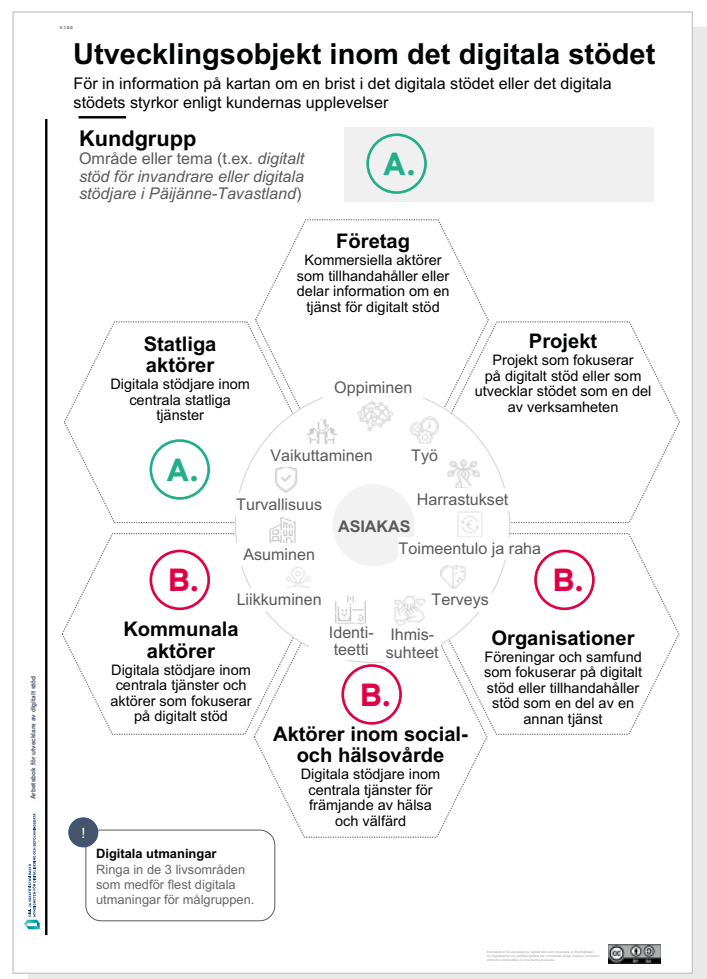 V. 1.0.0
Utvecklingsobjekt inom det digitala stödet
För in information på kartan om en brist i det digitala stödet eller det digitala
stödets styrkor enligt kundernas upplevelser
Kundgrupp
Område eller tema (t.ex. digitalt
stöd för invandrare eller digitala
stödjare i Päijänne-Tavastland)
A.
Företag
Kommersiella aktörer
som tillhandahåller eller
delar information om en
tjänst för digitalt stöd
Statliga
aktörer
Digitala stödjare inom
centrala statliga
tjänster
A.
Projekt
Projekt som fokuserar
på digitalt stöd eller som
utvecklar stödet som en del
av verksamheten
Oppiminen
Vaikuttaminen
Työ
Turvallisuus
Harrastukset
ASIAKAS
Asuminen
Toimeentulo ja raha
Liikkuminen
Terveys
Identi-
teetti
Ihmis-
suhteet
B.
Kommunala
aktörer
Digitala stödjare inom
centrala tjänster och
aktörer som fokuserar
på digitalt stöd
B.
Organisationer
Föreningar och samfund
som fokuserar på digitalt
stöd eller tillhandahåller
stöd som en del av en
annan tjänst
B.
Aktörer inom social-
och hälsovårde
Digitala stödjare inom
centrala tjänster för
främjande av hälsa
och välfärd
!
Digitala utmaningar
Ringa in de 3 livsområden
som medför flest digitala
utmaningar för målgruppen.
Arbetsbok för utvecklare av digitalt stöd